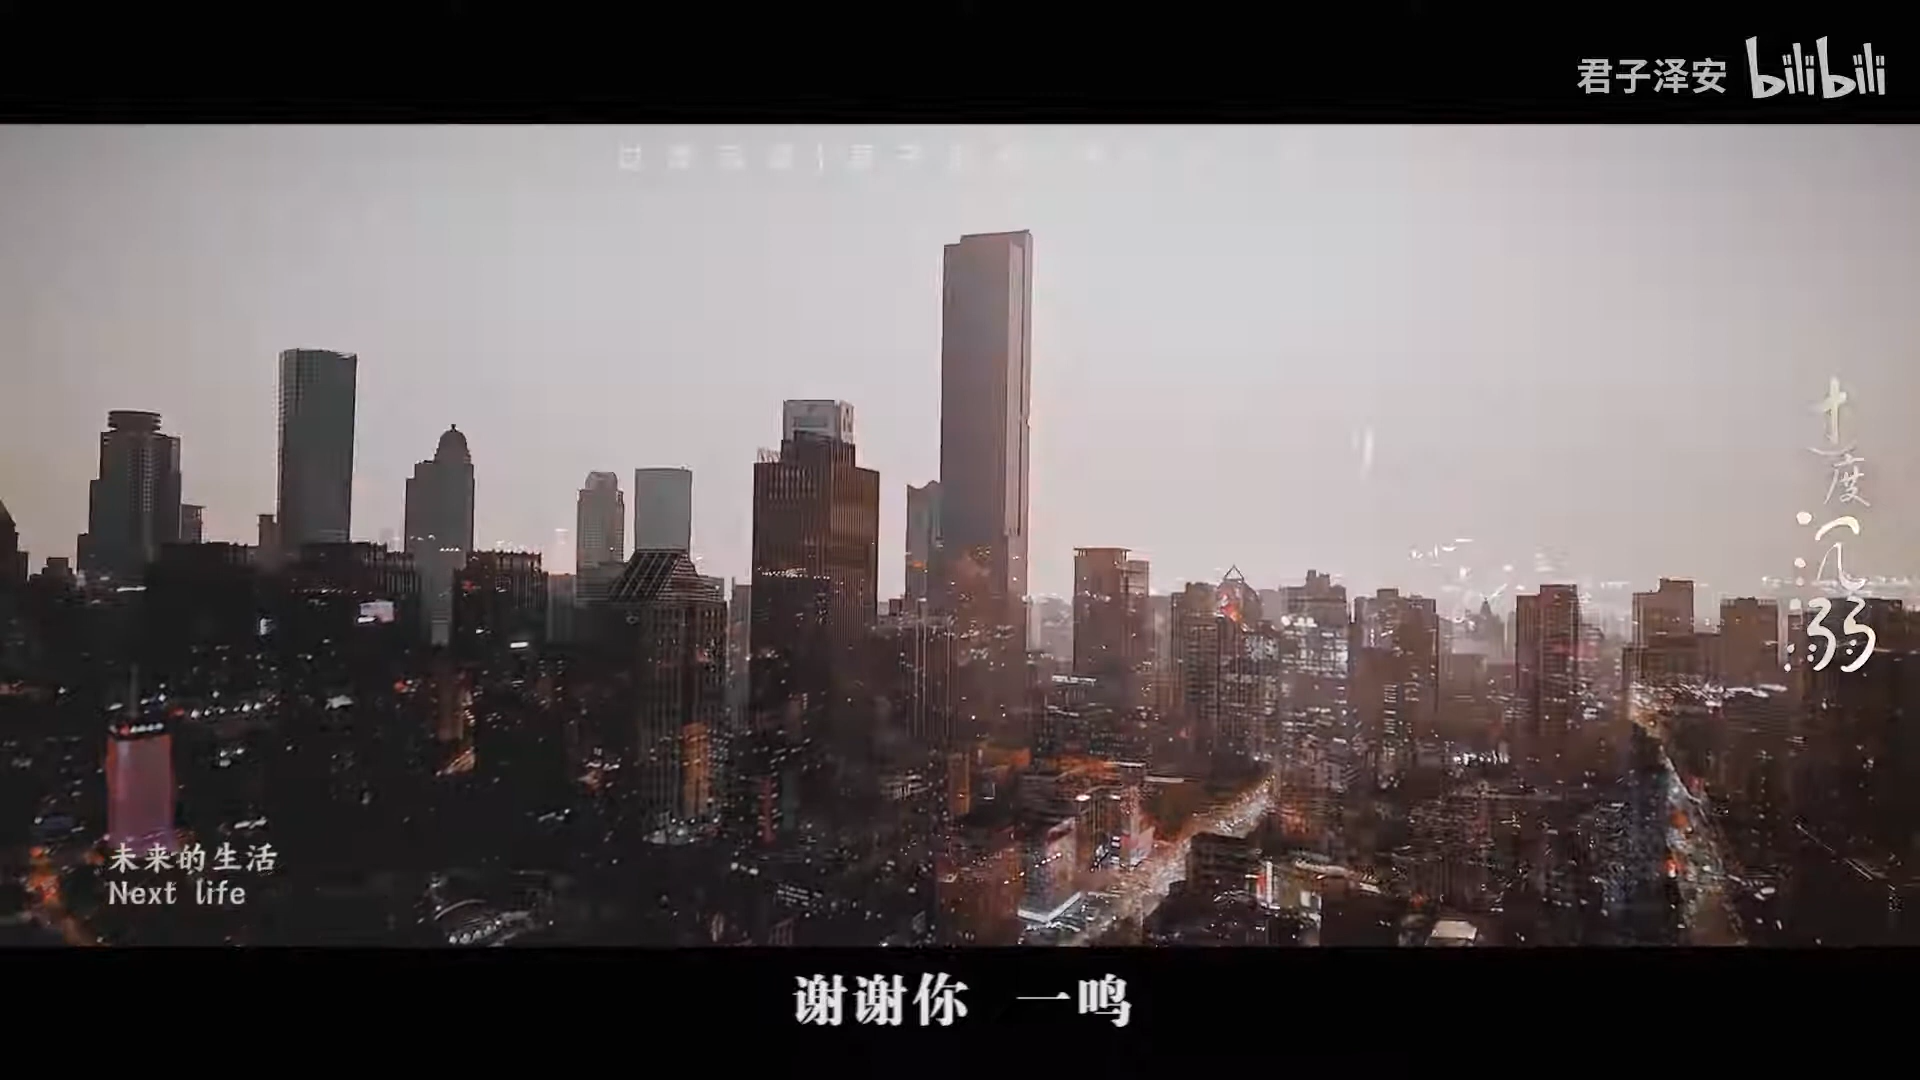 君子泽安 bilibili
过度沉溺
未来的生活
Next life
谢谢你 一鸣